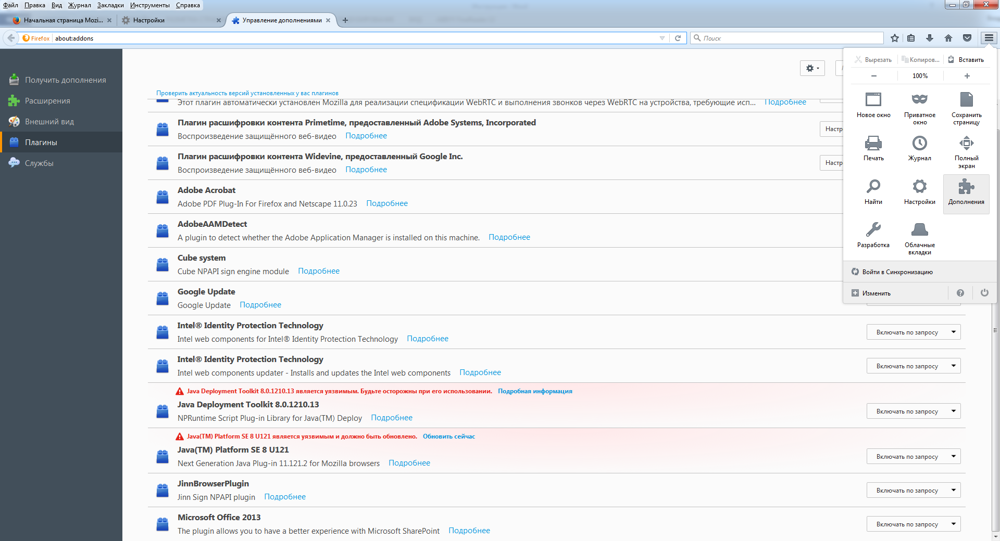 Файл Правка Вид Журнал Закладки Инструменты Справка
Начальная страница Mozi...
Настройки
Управление дополнениями
Firefox about:addons
Поиск
Получить дополнения
Расширения
Внешний вид
Плагины
Службы
Проверить актуальность версий установленных у вас плагинов
Этот плагин автоматически установлен Mozilla для реализации спецификации WebRTC и выполнения звонков через WebRTC на устройства, требующие исп... Подробнее
Плагин расшифровки контента Primetime, предоставленный Adobe Systems, Incorporated
Воспроизведение защищённого веб-видео Подробнее
Настр
Плагин расшифровки контента Widevine, предоставленный Google Inc.
Воспроизведение защищённого веб-видео Подробнее
Настр
Adobe Acrobat
Adobe PDF Plug-In For Firefox and Netscape 11.0.23 Подробнее
AdobeAAMDetect
A plugin to detect whether the Adobe Application Manager is installed on this machine. Подробнее
Cube system
Cube NPAPI sign engine module Подробнее
Google Update
Google Update Подробнее
Intel® Identity Protection Technology
Intel web components for Intel® Identity Protection Technology Подробнее
Включать по запросу
Intel® Identity Protection Technology
Intel web components updater - Installs and updates the Intel web components Подробнее
Включать по запросу
Java Deployment Toolkit 8.0.1210.13 является уязвимым. Будьте осторожны при его использовании. Подробная информация
Java Deployment Toolkit 8.0.1210.13
NPRuntime Script Plug-in Library for Java(TM) Deploy Подробнее
Включать по запросу
Java(TM) Platform SE 8 U121 является уязвимым и должно быть обновлено. Обновить сейчас
Java(TM) Platform SE 8 U121
Next Generation Java Plug-in 11.121.2 for Mozilla browsers Подробнее
Включать по запросу
JinnBrowserPlugin
Jinn Sign NPAPI plugin Подробнее
Включать по запросу
Microsoft Office 2013
The plugin allows you to have a better experience with Microsoft SharePoint Подробнее
Включать по запросу
Вырезать Копиров... Вставить
− 100% +
Новое окно
Приватное
окно
Сохранить
страницу
Печать
Журнал
Полный
экран
Найти
Настройки
Дополнения
Разработка
Облачные
вкладки
Войти в Синхронизацию
Изменить